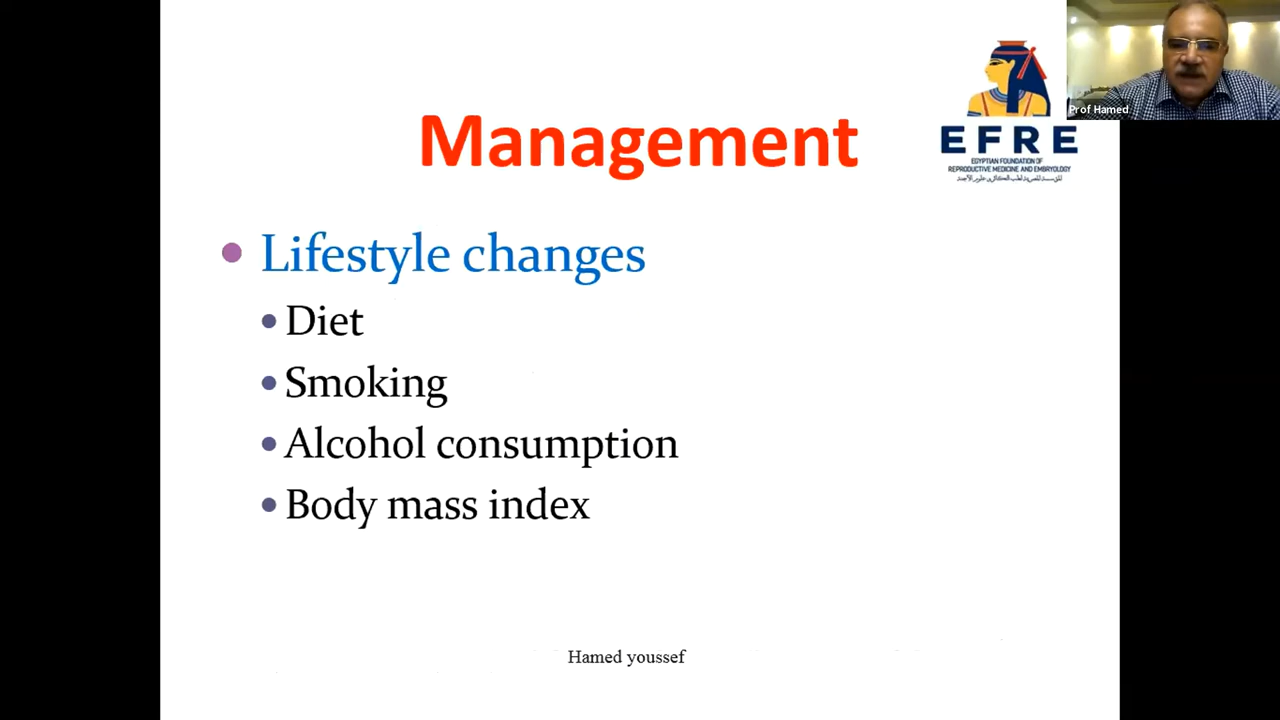 Prof Hamed
Management
EFRE
EGYPTIAN FOUNDATION OF
REPRODUCTIVE MEDICINE AND EMBRYOLOGY
Lifestyle changes
Diet
Smoking
Alcohol consumption
Body mass index
Hamed youssef